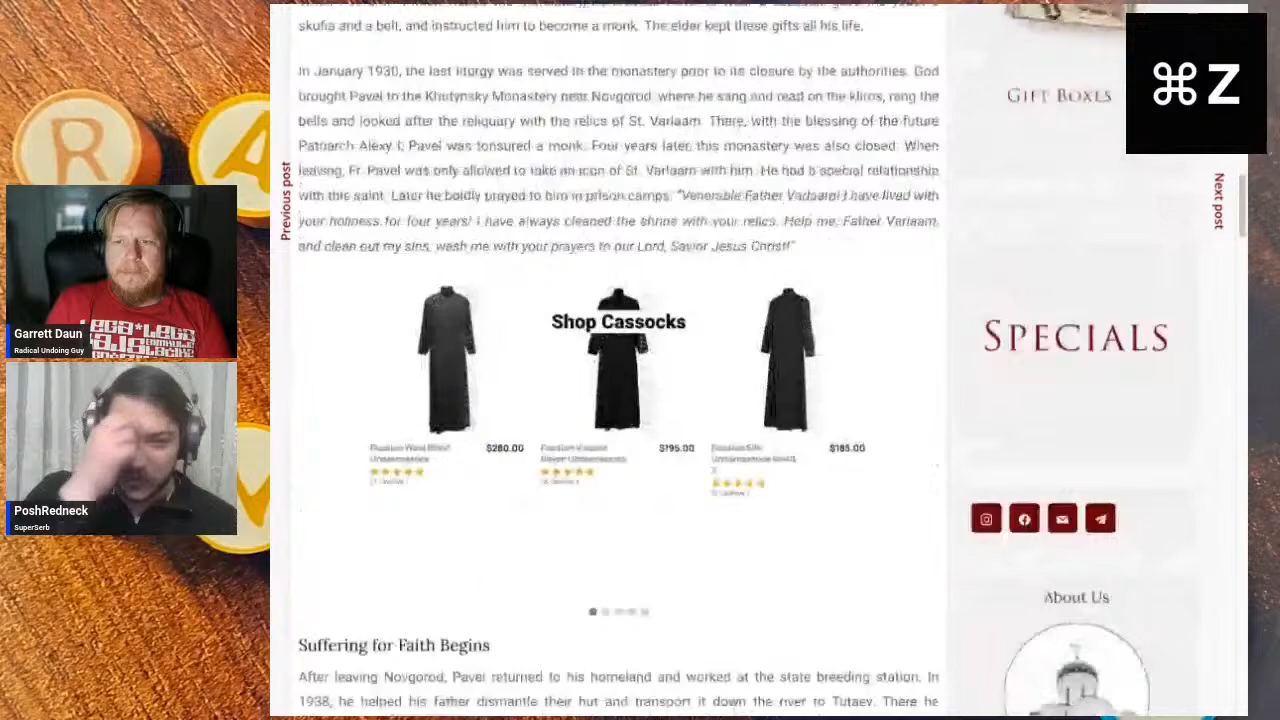 skufia and a belt, and instructed him to become a monk. The elder kept these gifts all his life.
In January 1930, the last liturgy was served in the monastery prior to its closure by the authorities. God
brought Pavel to the Khutynsky Monastery near Novgorod, where he sang and read on the kliros, rang the
bells and looked after the reliquary with the relics of St. Varlaam. There, with the blessing of the future
Patriarch Alexy I, Pavel was tonsured a monk. Four years later, this monastery was also closed. When
leaving, Fr. Pavel was only allowed to take an icon of St. Varlaam with him. He had a special relationship
with this saint. Later he boldly prayed to him in prison camps: "Venerable Father Varlaam! I have lived with
your holiness for four years! I have always cleaned the shrine with your relics. Help me, Father Varlaam,
and clean out my sins, wash me with your prayers to our Lord, Savior Jesus Christ!"
Shop Cassocks
$280.00
$195.00
$185.00
Suffering for Faith Begins
After leaving Novgorod, Pavel returned to his homeland and worked at the state breeding station. In
1938, he helped his father dismantle their hut and transport it down the river to Tutaev. There he
Previous post
Next post
GIFT BOXES
SPECIALS
About Us
⌘ Z
R
A
Garrett Daun
Radical Undoing Guy
PoshRedneck
SuperSerb